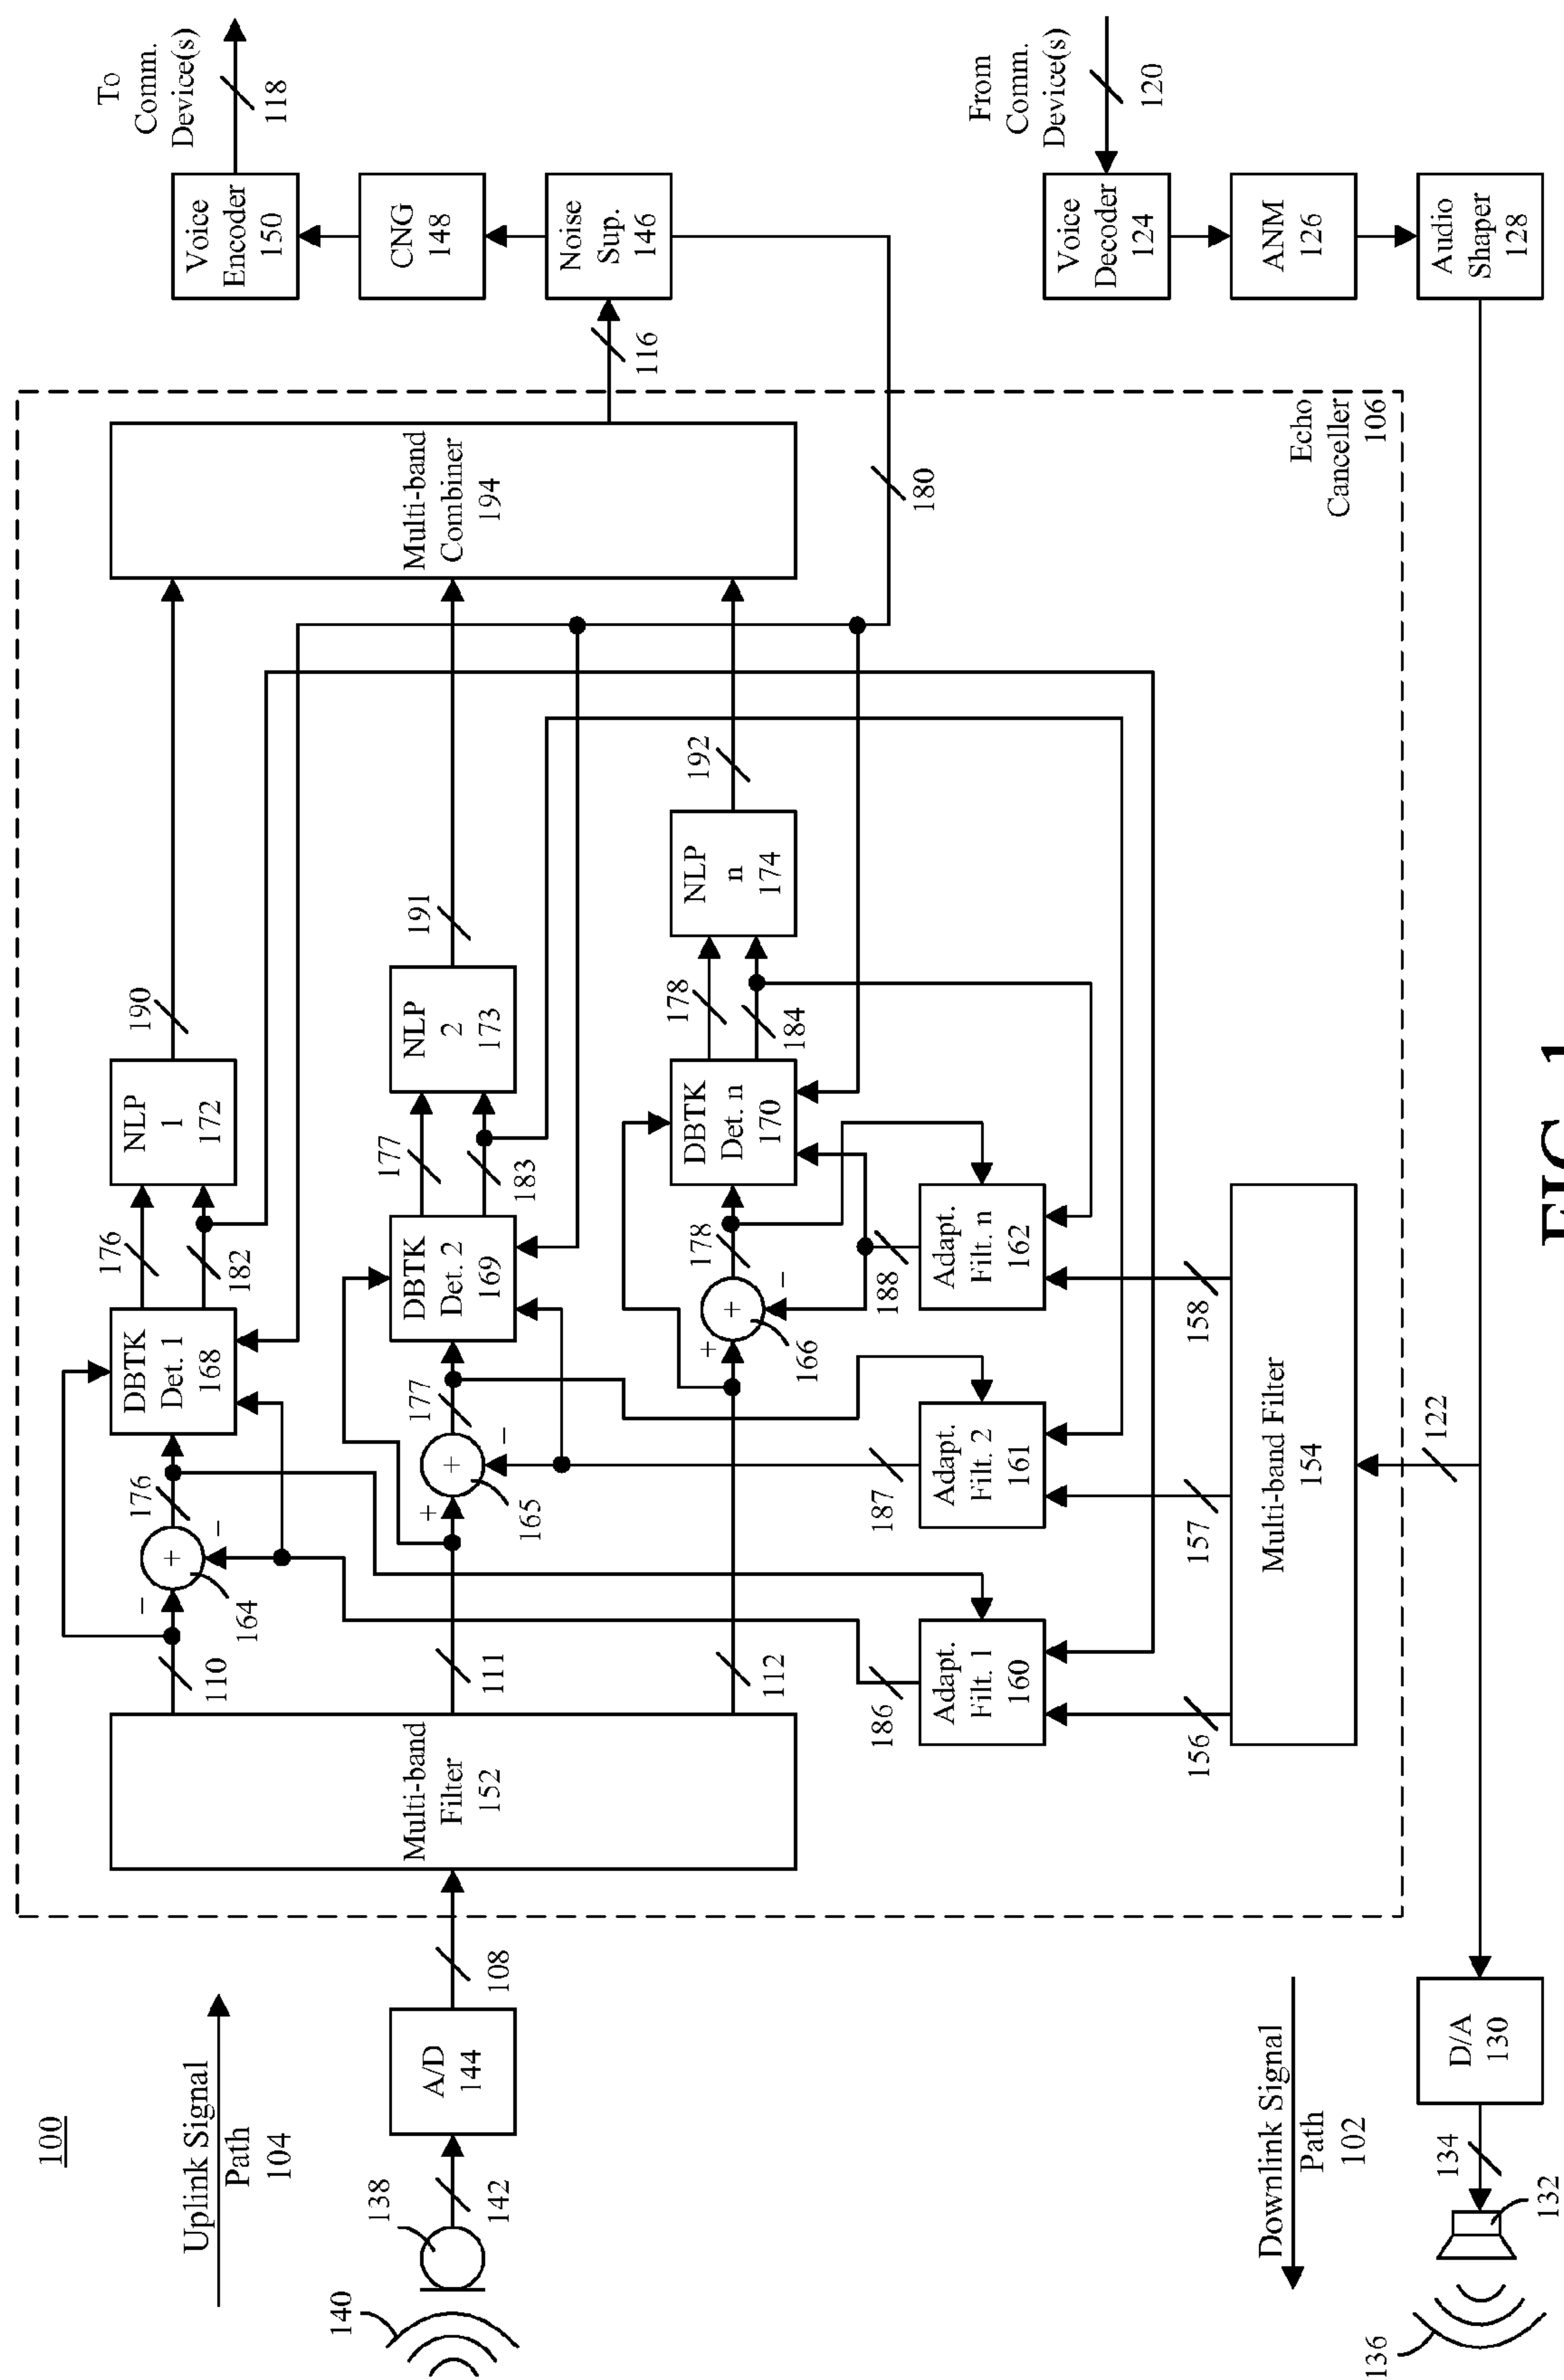 100
Uplink Signal
Path
104
140
138
142
A/D
144
108
Multi-band
Filter
152
110
111
112
−
+
−
164
176
DBTK
Det. 1
168
176
182
NLP
1
172
190
+
+
−
165
177
DBTK
Det. 2
169
177
183
NLP
2
173
191
+
+
−
166
178
DBTK
Det. n
170
178
184
NLP
n
174
192
Multi-band
Combiner
194
116
180
Noise
Sup.
146
CNG
148
Voice
Encoder
150
118
To
Comm.
Device(s)
186
Adapt.
Filt. 1
160
187
Adapt.
Filt. 2
161
188
Adapt.
Filt. n
162
156
157
158
Multi-band Filter
154
122
Echo
Canceller
106
From
Comm.
Device(s)
120
Voice
Decoder
124
ANM
126
Audio
Shaper
128
Downlink Signal
Path
102
D/A
130
134
132
136
FIG. 1